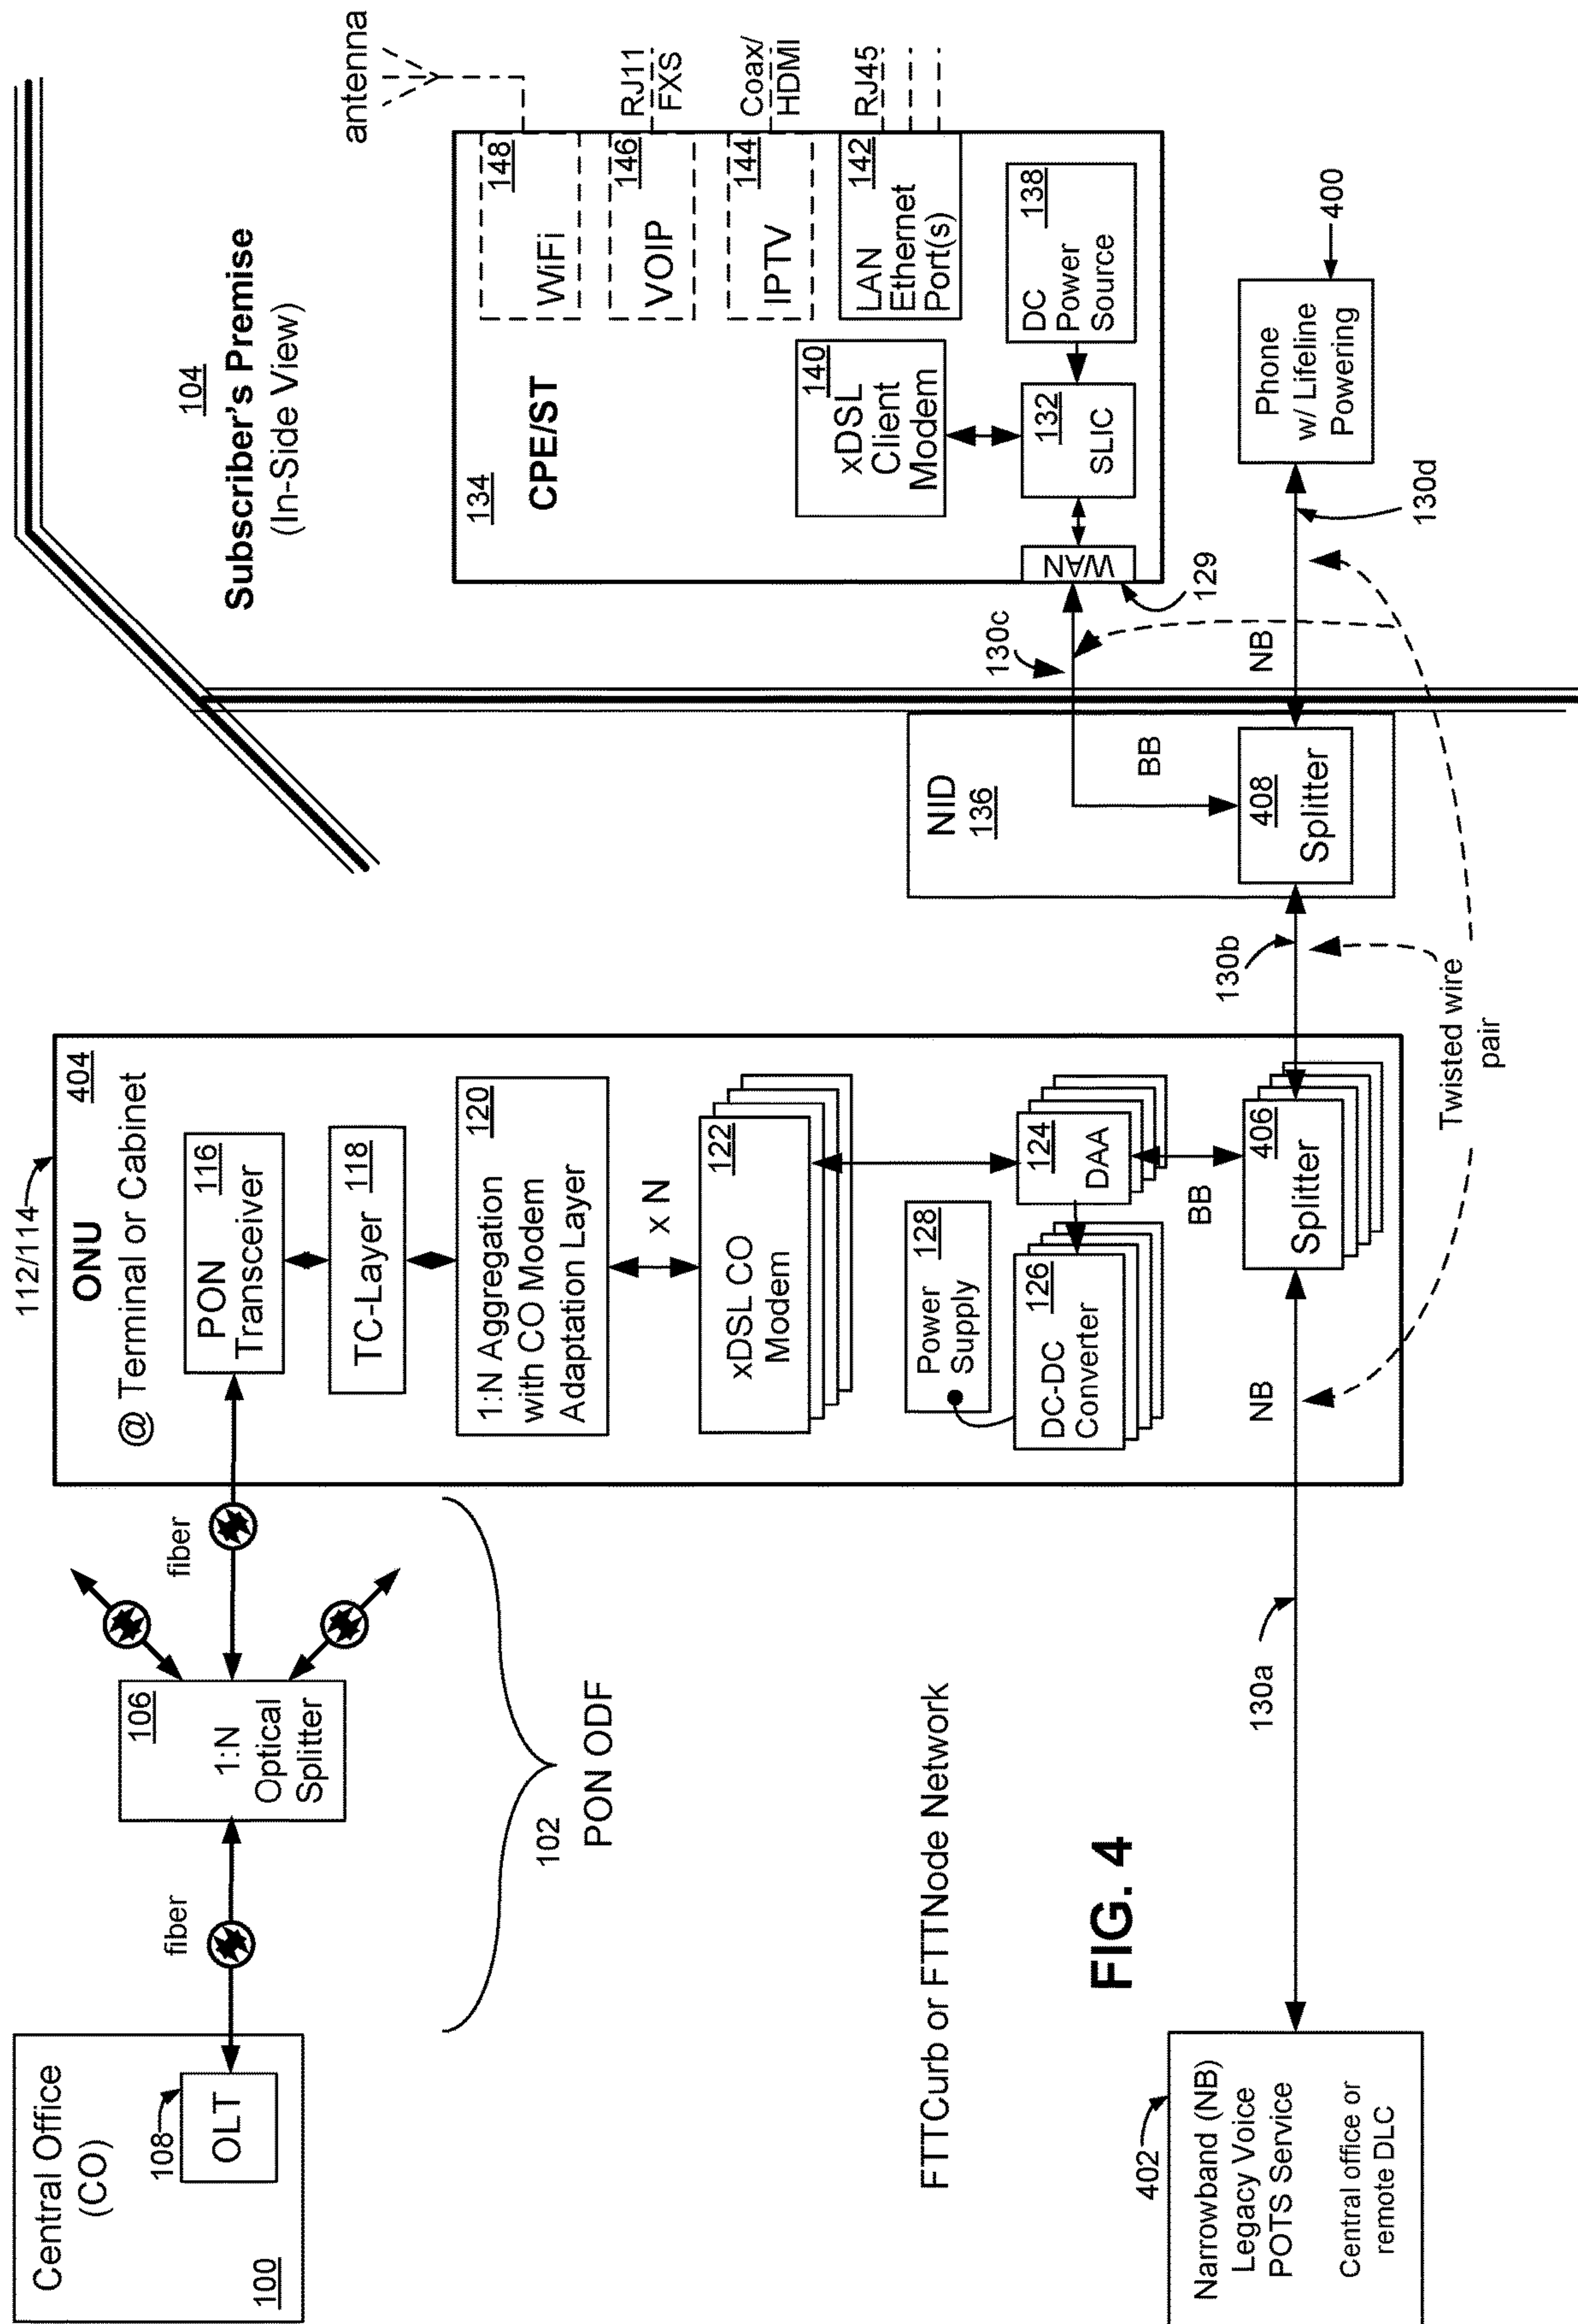 Central Office
(CO)
108
OLT
100
fiber
106
1:N
Optical
Splitter
fiber
102
PON ODF
112/114
ONU
404
@ Terminal or Cabinet
PON
116
Transceiver
TC-Layer
118
120
1:N Aggregation
with CO Modem
Adaptation Layer
x N
122
xDSL CO
Modem
Power
128
Supply
124
DAA
126
DC-DC
Converter
BB
406
Splitter
NB
104
Subscriber's Premise
(In-Side View)
antenna
134
CPE/ST
148
WiFi
146
VOIP
RJ11
FXS
144
IPTV
Coax/
HDMI
142
LAN
Ethernet
Port(s)
RJ45
140
xDSL
Client
Modem
138
DC
Power
Source
132
SLIC
WAN
129
130c
NID
136
BB
408
Splitter
NB
130d
Phone
w/ Lifeline
Powering
400
130b
Twisted wire
pair
130a
FTTCurb or FTTNode Network
FIG. 4
402
Narrowband (NB)
Legacy Voice
POTS Service
Central office or
remote DLC